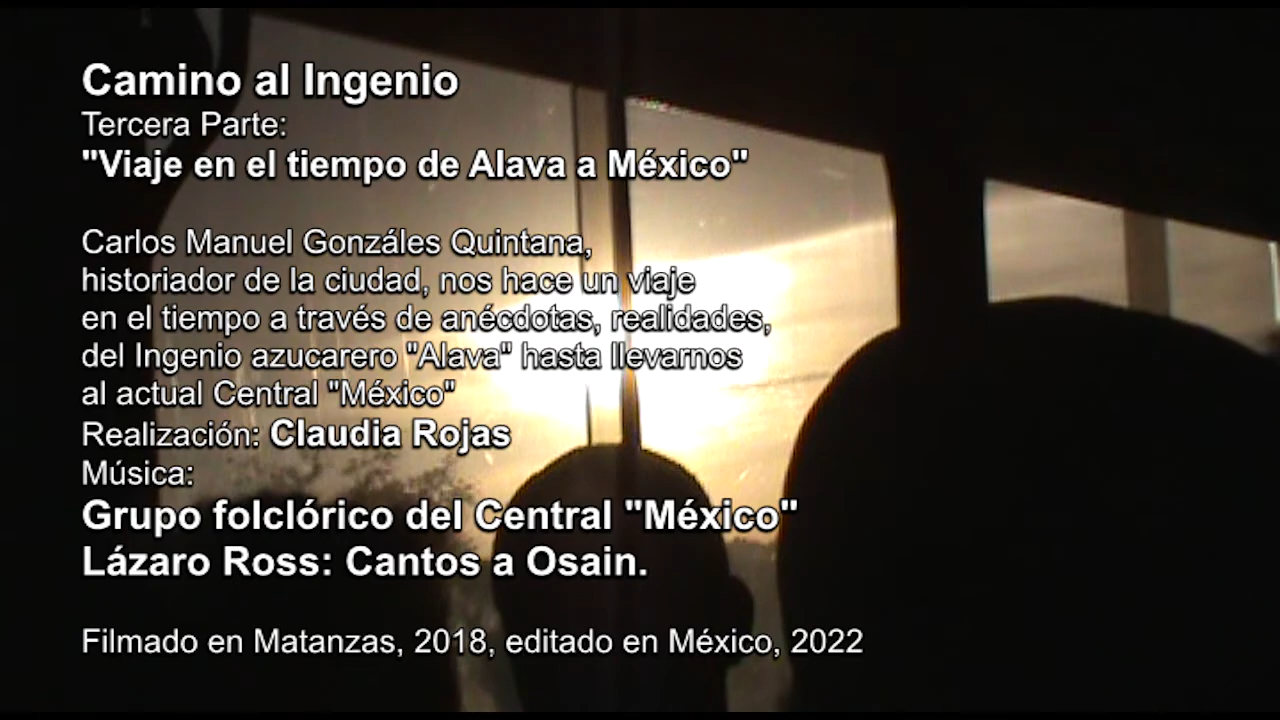 Camino al Ingenio
Tercera Parte:
"Viaje en el tiempo de Alava a México"
Carlos Manuel Gonzáles Quintana,
historiador de la ciudad, nos hace un viaje
en el tiempo a través de anécdotas, realidades,
del Ingenio azucarero "Alava" hasta llevarnos
al actual Central "México"
Realización: Claudia Rojas
Música:
Grupo folclórico del Central "México"
Lázaro Ross: Cantos a Osain.
Filmado en Matanzas, 2018, editado en México, 2022